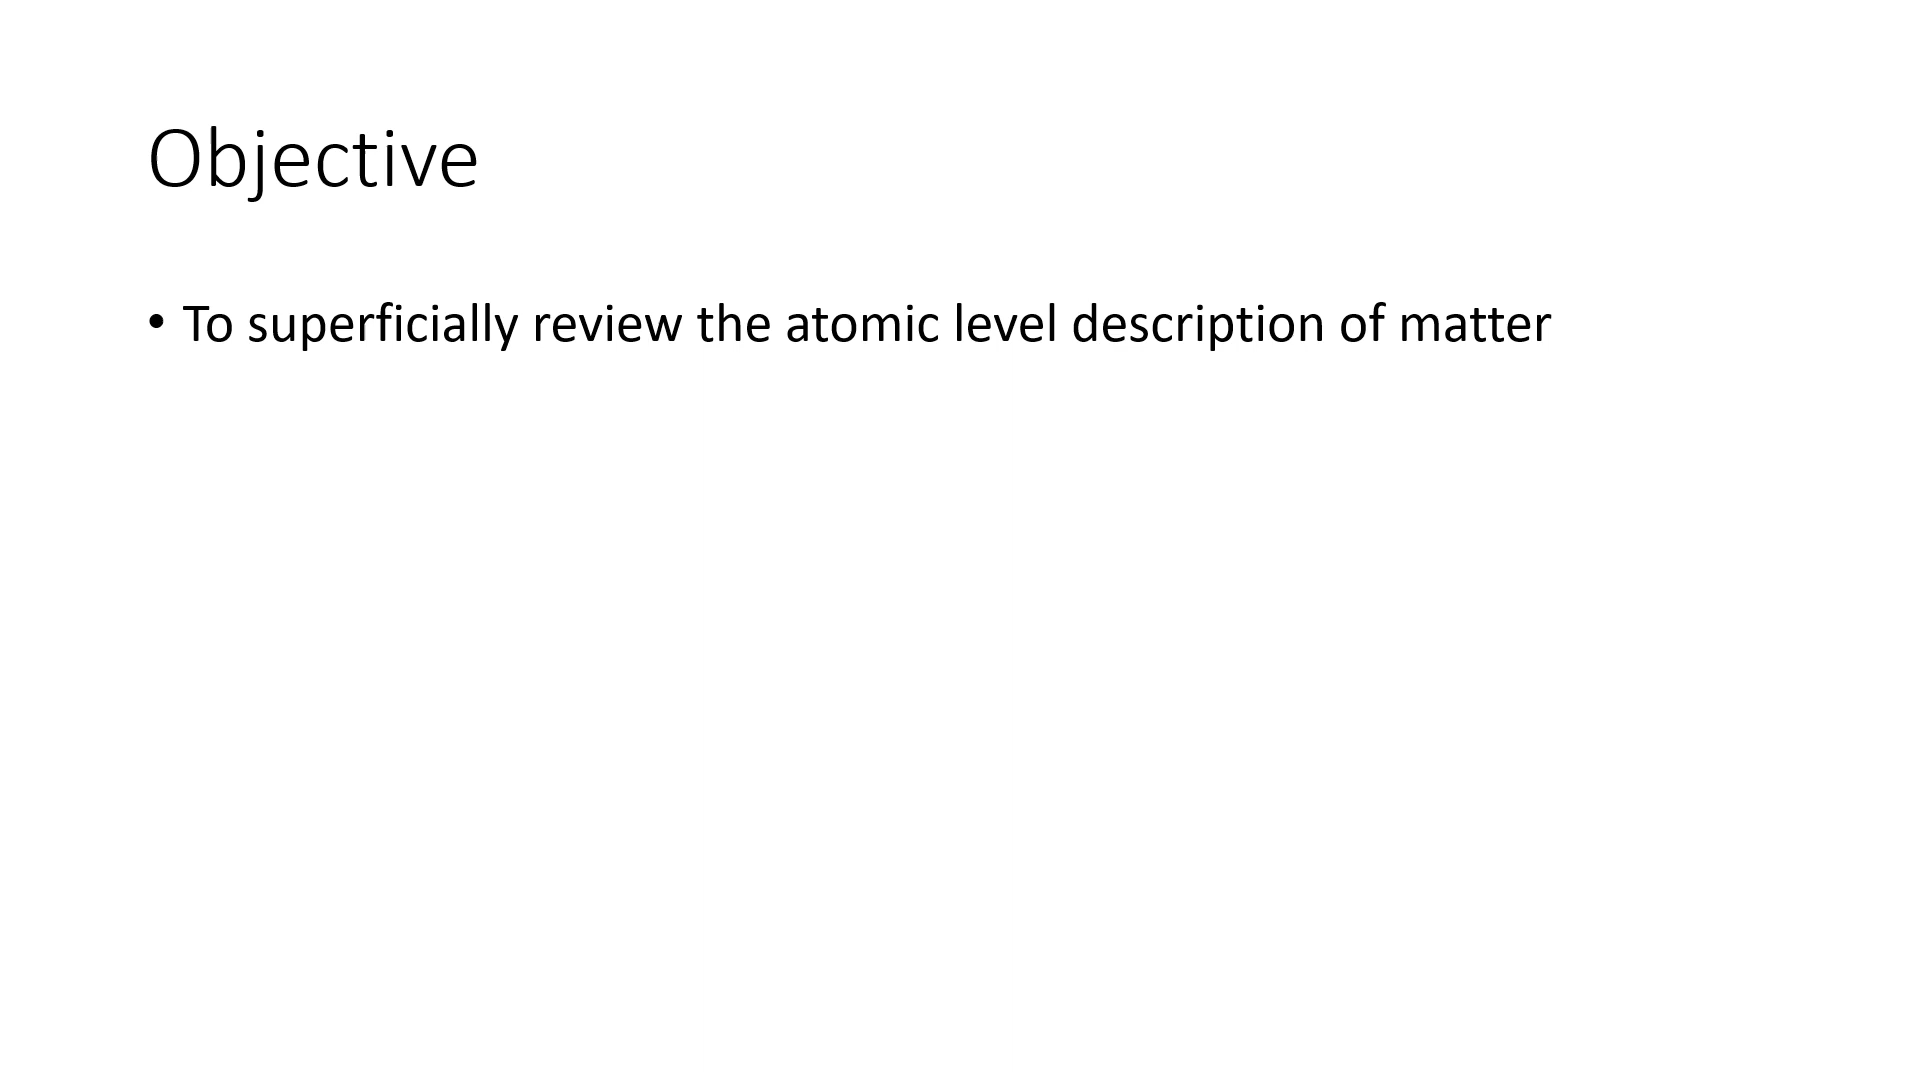 Objective
• To superficially review the atomic level description of matter